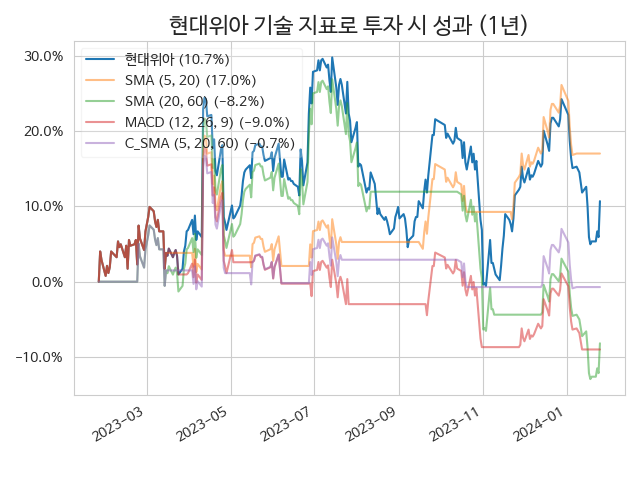 현대위아 기술 지표로 투자 시 성과 (1년)
30.0%
20.0%
10.0%
0.0%
−10.0%
현대위아 (10.7%)
SMA (5, 20) (17.0%)
SMA (20, 60) (−8.2%)
MACD (12, 26, 9) (−9.0%)
C_SMA (5, 20, 60) (−0.7%)
2023-03
2023-05
2023-07
2023-09
2023-11
2024-01